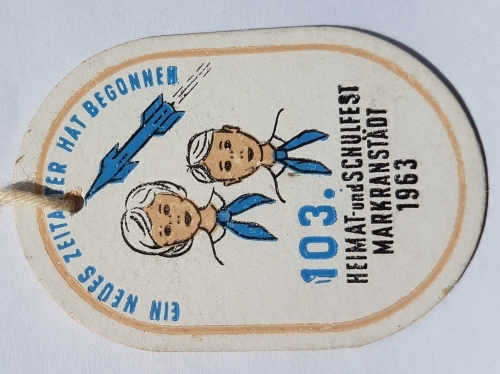 EIN NEUES ZEITALTER HAT BEGONNEN
103.
HEIMAT-und SCHULFEST
MARKRANSTÄDT
1963